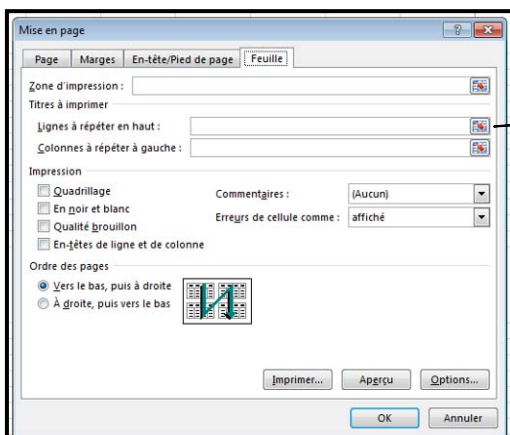 Mise en page
Page Marges En-tête/Pied de page Feuille
Zone d'impression :
Titres à imprimer
Lignes à répéter en haut :
Colonnes à répéter à gauche :
Impression
Quadrillage Commentaires : (Aucun)
En noir et blanc
Erreurs de cellule comme : affiché
Qualité brouillon
En-têtes de ligne et de colonne
Ordre des pages
Vers le bas, puis à droite
À droite, puis vers le bas
Imprimer... Aperçu Options...
OK Annuler